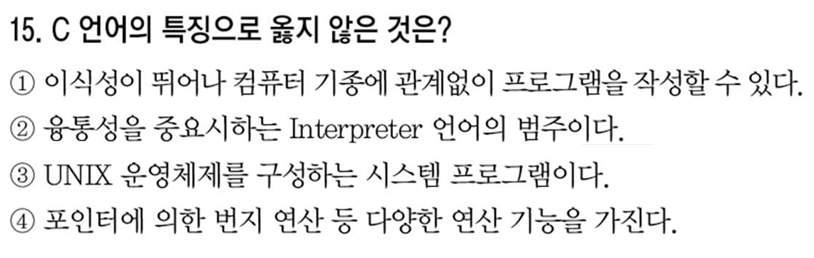 15. C 언어의 특징으로 옳지 않은 것은?
① 이식성이 뛰어나 컴퓨터 기종에 관계없이 프로그램을 작성할 수 있다.
② 융통성을 중요시하는 Interpreter 언어의 범주이다.
③ UNIX 운영체제를 구성하는 시스템 프로그램이다.
④ 포인터에 의한 번지 연산 등 다양한 연산 기능을 가진다.